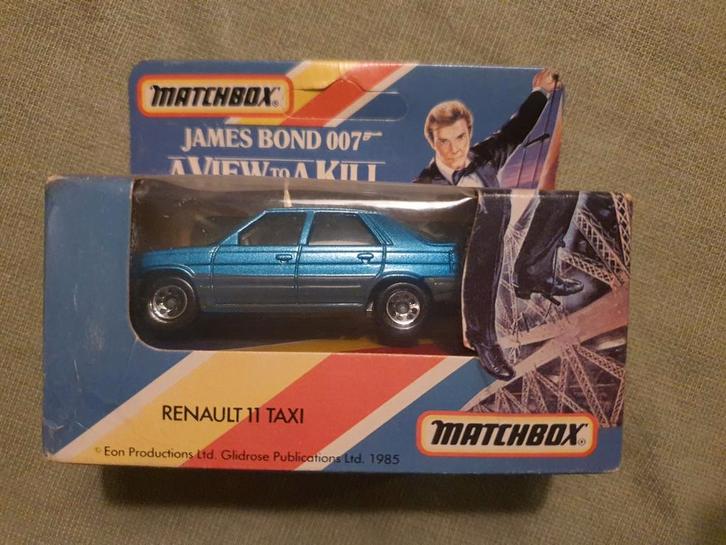 MATCHBOX
JAMES BOND 007
A VIEW TO A KILL
RENAULT 11 TAXI
MATCHBOX
© Eon Productions Ltd. Glidrose Publications Ltd. 1985